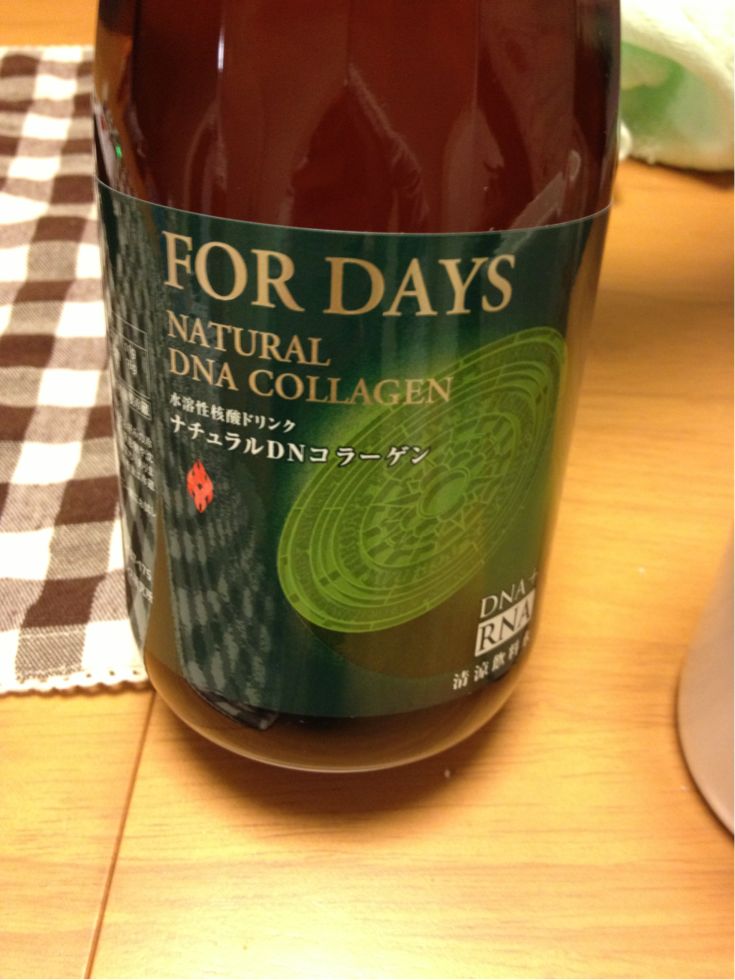 FOR DAYS
NATURAL
DNA COLLAGEN
水溶性核酸ドリンク
ナチュラルDNコラーゲン
DNA+
RNA
清涼飲料水